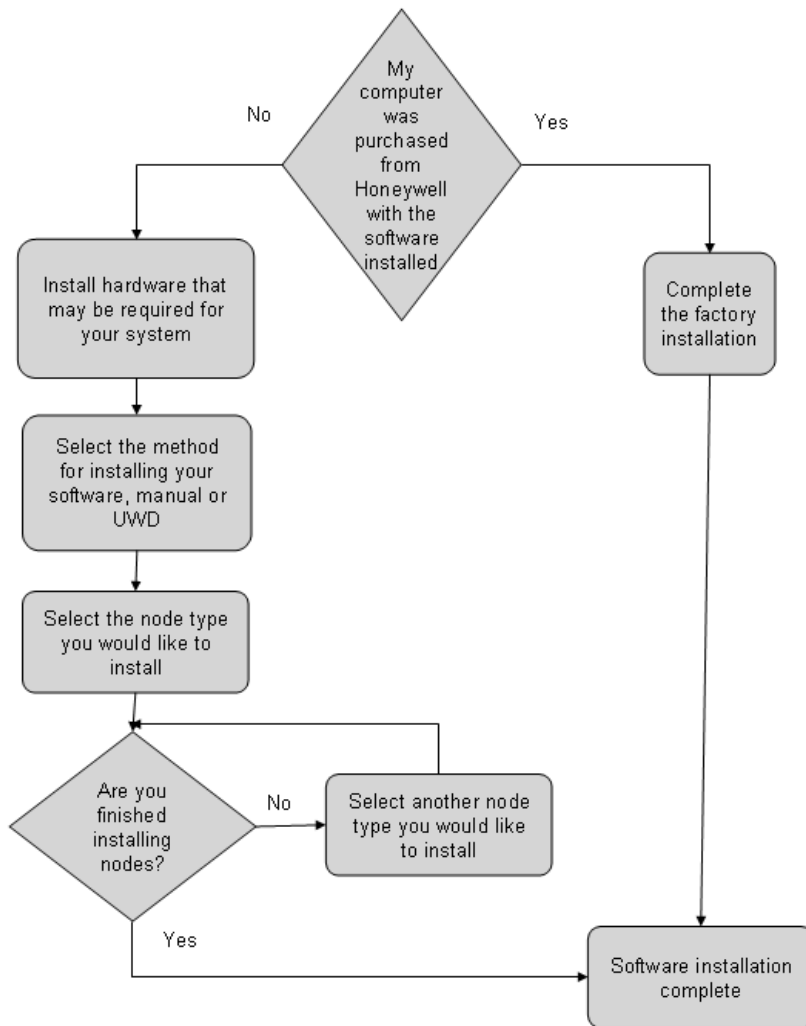 My
computer
was
purchased
from
Honeywell
with the
software
installed
No
Yes
Install hardware that
may be required for
your system
Complete
the factory
installation
Select the method
for installing your
software, manual or
UWD
Select the node type
you would like to
install
Are you
finished
installing
nodes?
No
Select another node
type you would like
to install
Yes
Software installation
complete